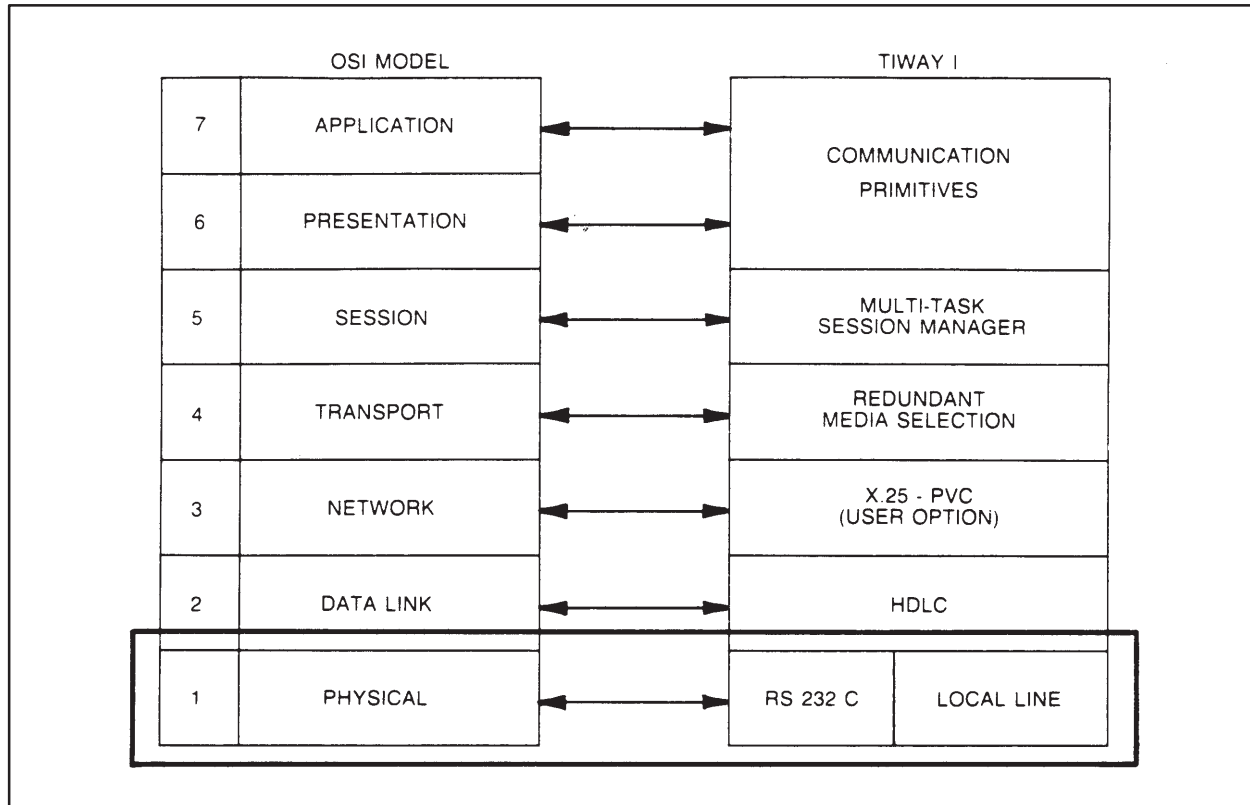 OSI MODEL
TIWAY I
7
APPLICATION
COMMUNICATION
PRIMITIVES
6
PRESENTATION
5
SESSION
MULTI-TASK
SESSION MANAGER
4
TRANSPORT
REDUNDANT
MEDIA SELECTION
3
NETWORK
X.25 - PVC
(USER OPTION)
2
DATA LINK
HDLC
1
PHYSICAL
RS 232 C
LOCAL LINE